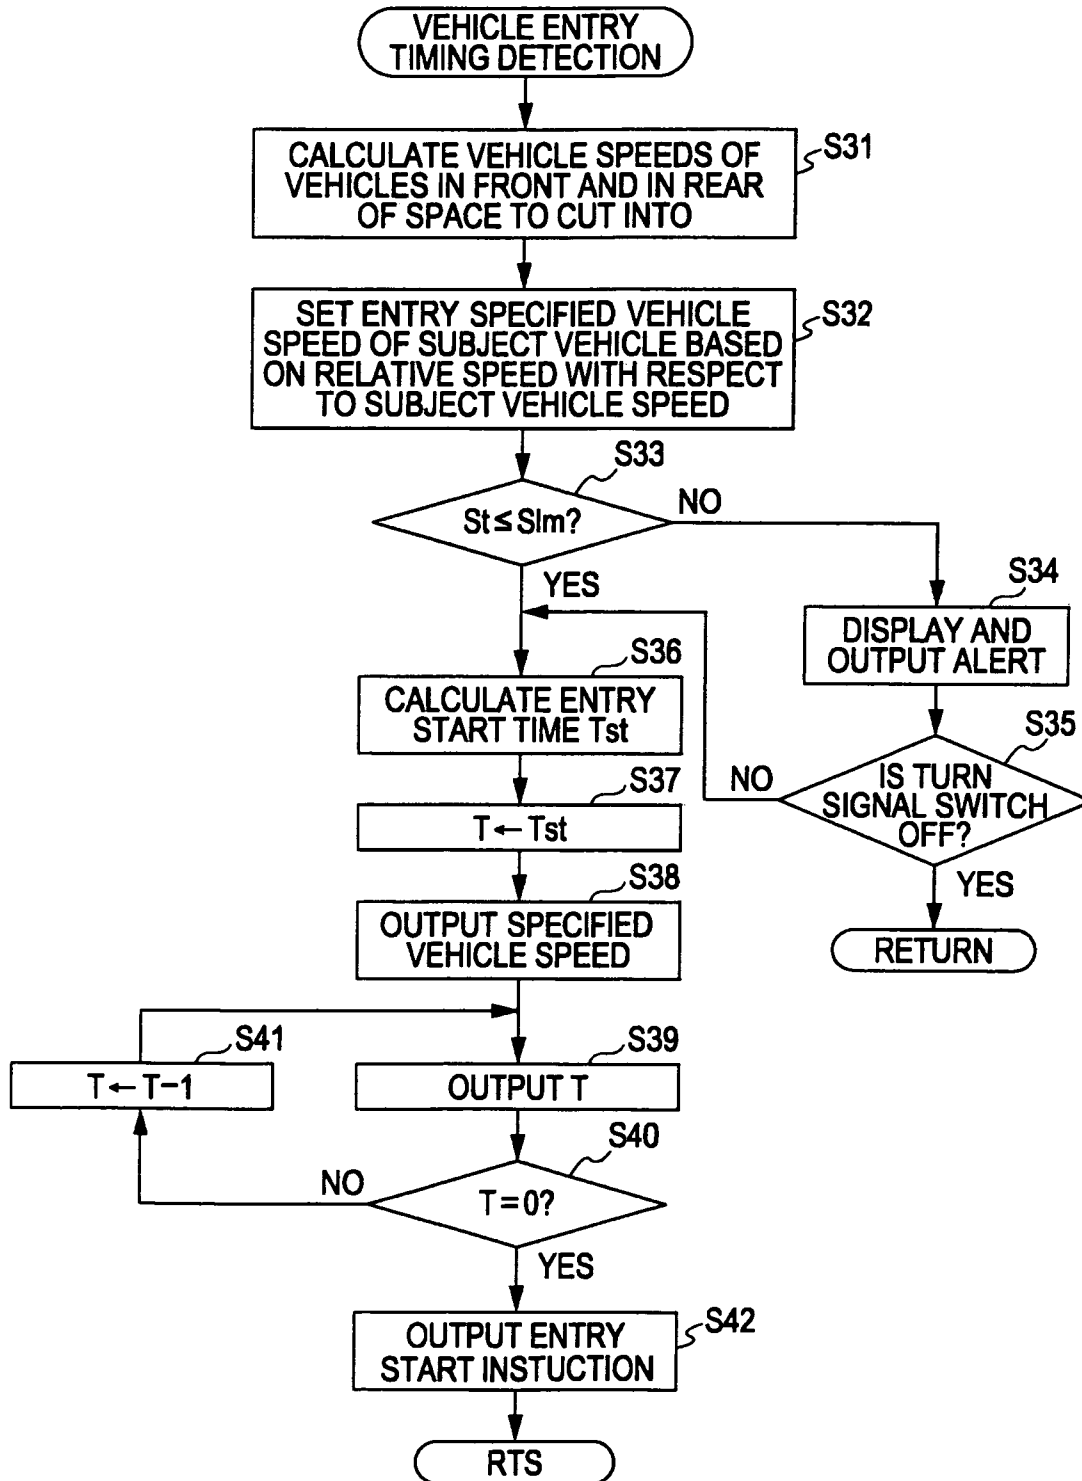 VEHICLE ENTRY
TIMING DETECTION
S31
CALCULATE VEHICLE SPEEDS OF
VEHICLES IN FRONT AND IN REAR
OF SPACE TO CUT INTO
S32
SET ENTRY SPECIFIED VEHICLE
SPEED OF SUBJECT VEHICLE BASED
ON RELATIVE SPEED WITH RESPECT
TO SUBJECT VEHICLE SPEED
S33
St≤Slm?
NO
YES
S34
DISPLAY AND
OUTPUT ALERT
S35
IS TURN
SIGNAL SWITCH
OFF?
NO
YES
RETURN
S36
CALCULATE ENTRY
START TIME Tst
S37
T←Tst
S38
OUTPUT SPECIFIED
VEHICLE SPEED
S39
OUTPUT T
S40
T=0?
NO
S41
T←T-1
YES
S42
OUTPUT ENTRY
START INSTUCTION
RTS